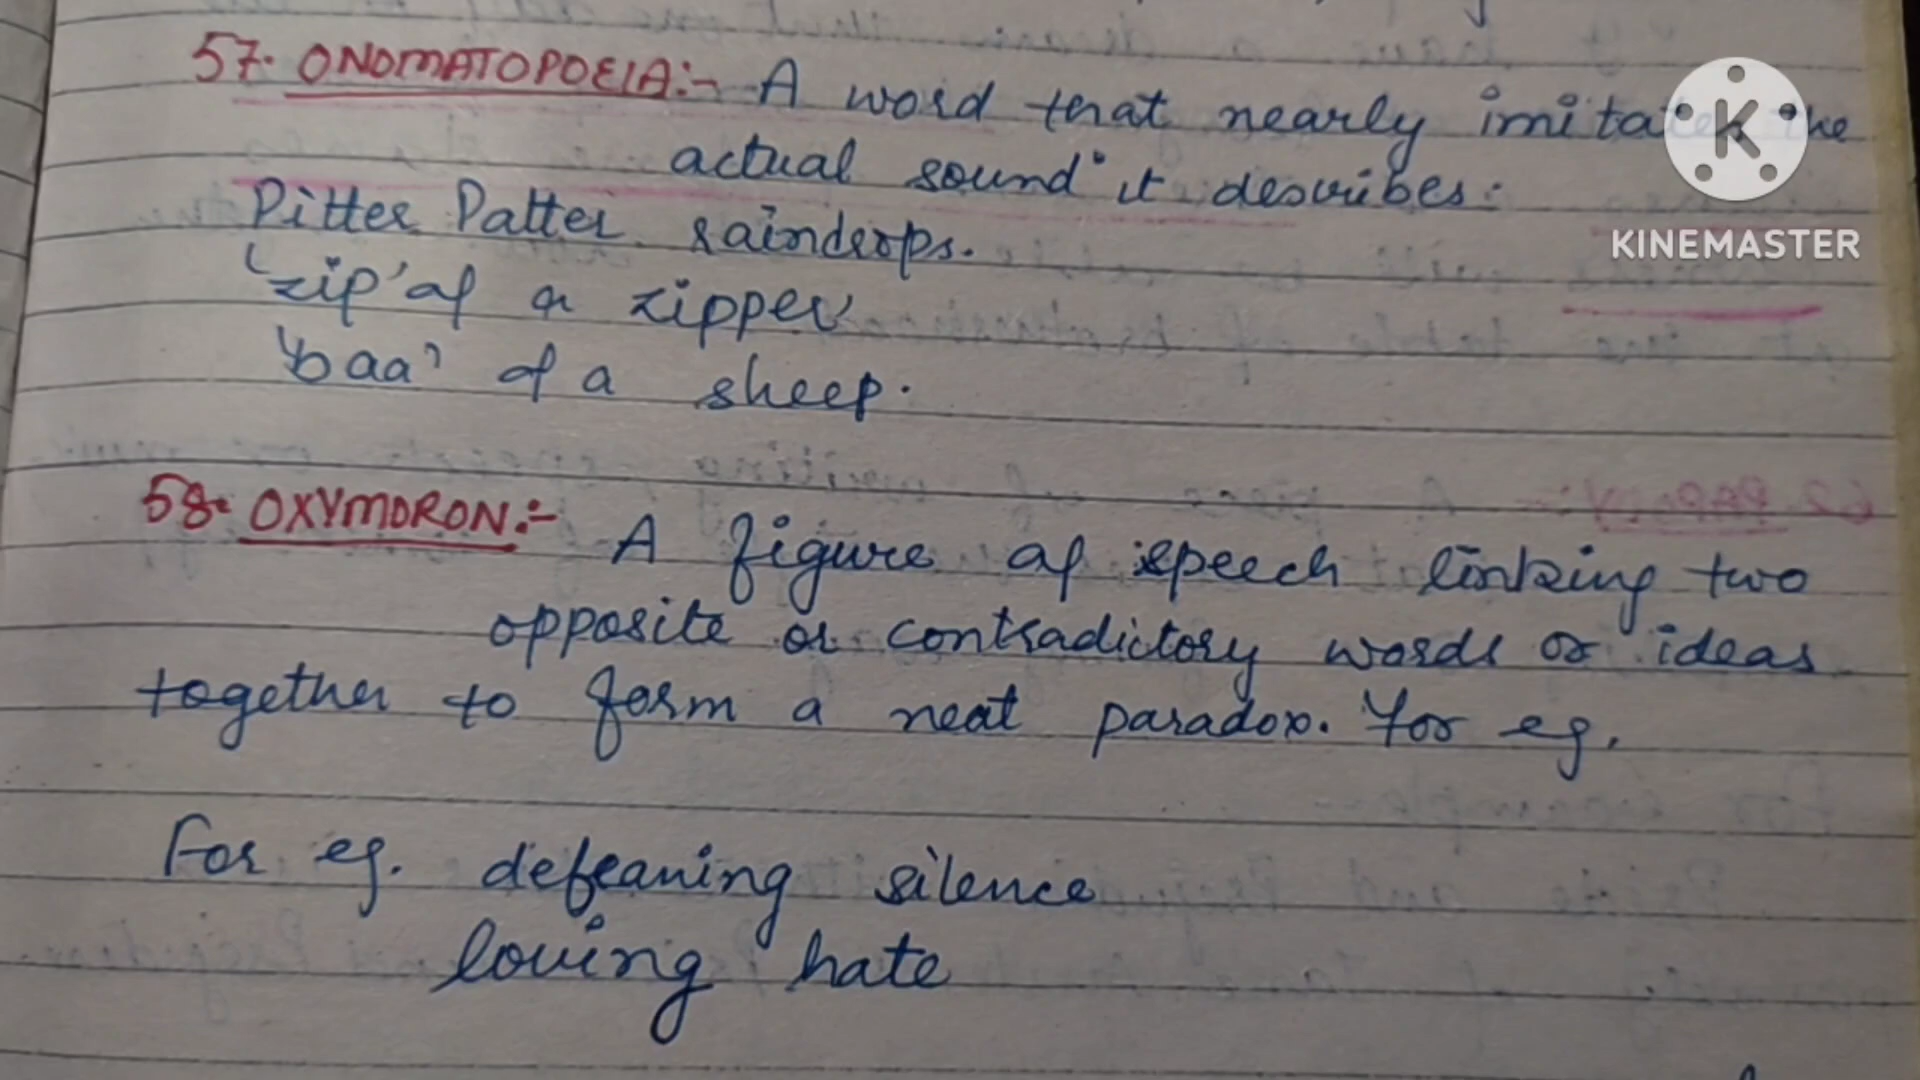 57. ONOMATOPOEIA:- A word that nearly imitates the
actual sound it describes:
Pitter Patter raindrops.
'zip' of a zipper
'baa' of a sheep.
58. OXYMORON:- A figure of speech linking two
opposite or contradictory words or ideas
together to form a neat paradox. For eg.
For eg. defeaning silence
loving hate
KINEMASTER